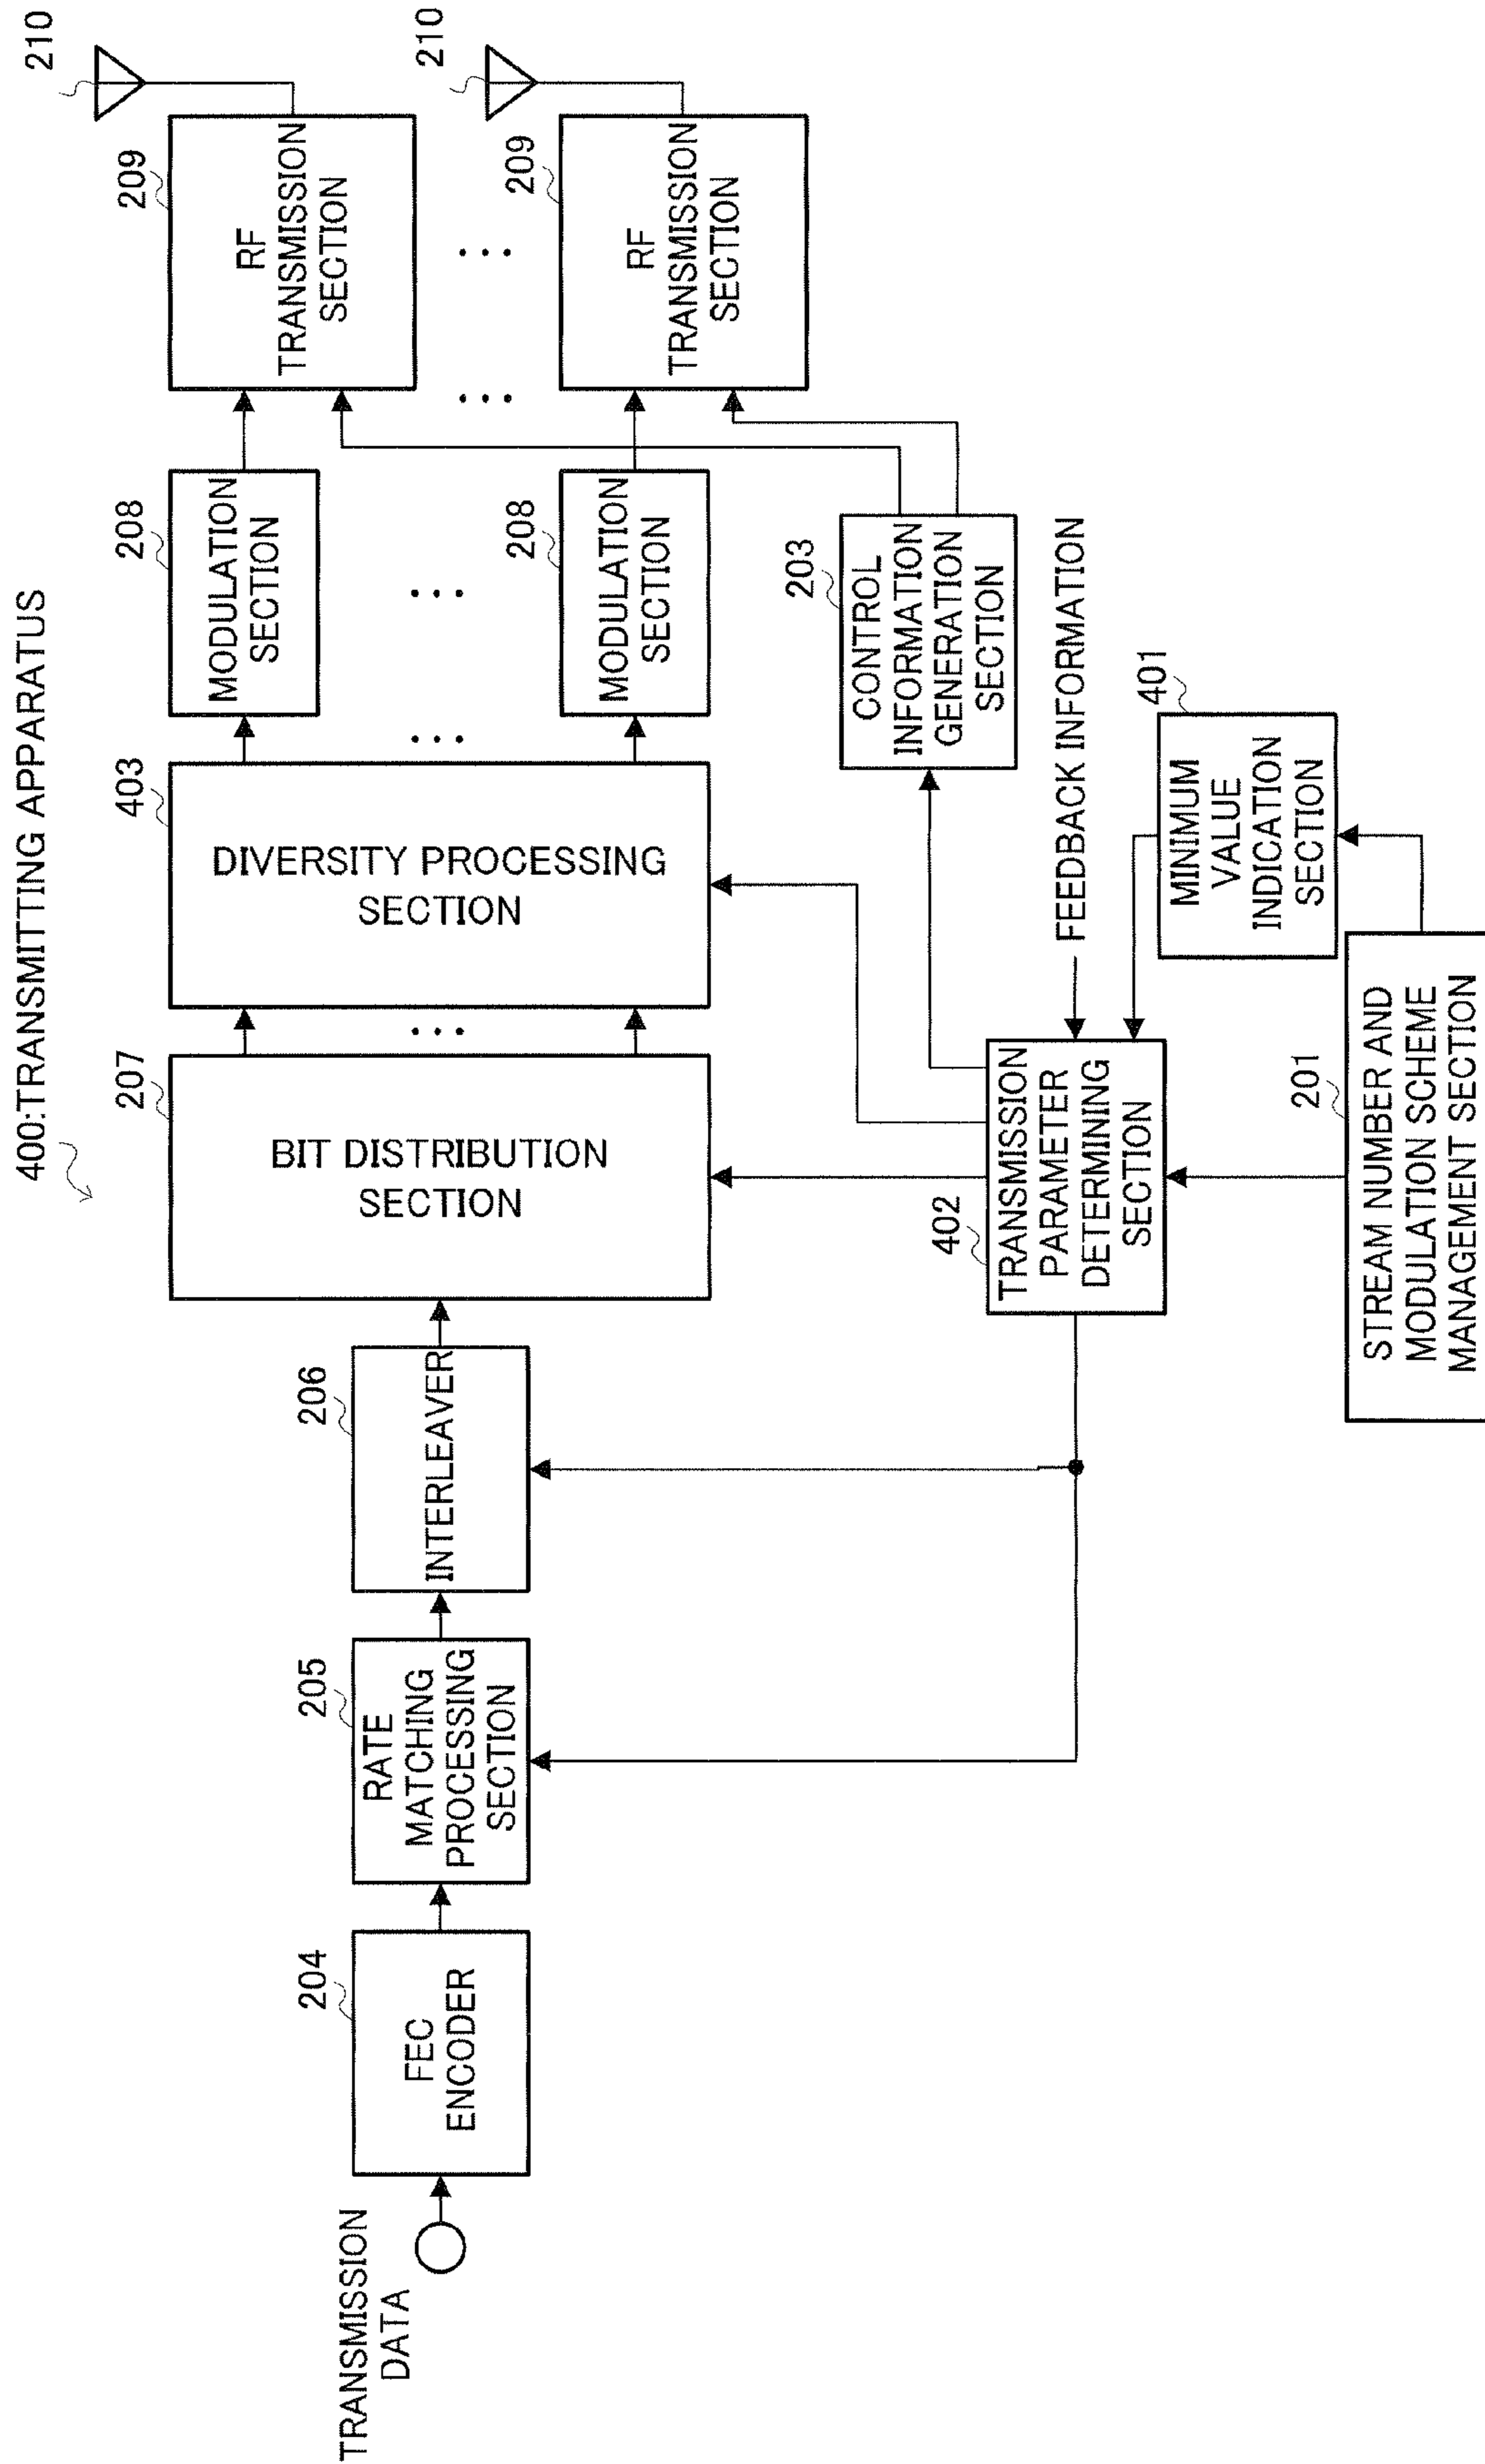 400:TRANSMITTING APPARATUS
TRANSMISSION
DATA
204
FEC
ENCODER
205
RATE
MATCHING
PROCESSING
SECTION
206
INTERLEAVER
207
BIT DISTRIBUTION
SECTION
403
DIVERSITY PROCESSING
SECTION
208
MODULATION
SECTION
209
RF
TRANSMISSION
SECTION
210
...
...
...
...
...
208
MODULATION
SECTION
209
RF
TRANSMISSION
SECTION
210
203
CONTROL
INFORMATION
GENERATION
SECTION
402
TRANSMISSION
PARAMETER
DETERMINING
SECTION
FEEDBACK INFORMATION
401
MINIMUM
VALUE
INDICATION
SECTION
201
STREAM NUMBER AND
MODULATION SCHEME
MANAGEMENT SECTION